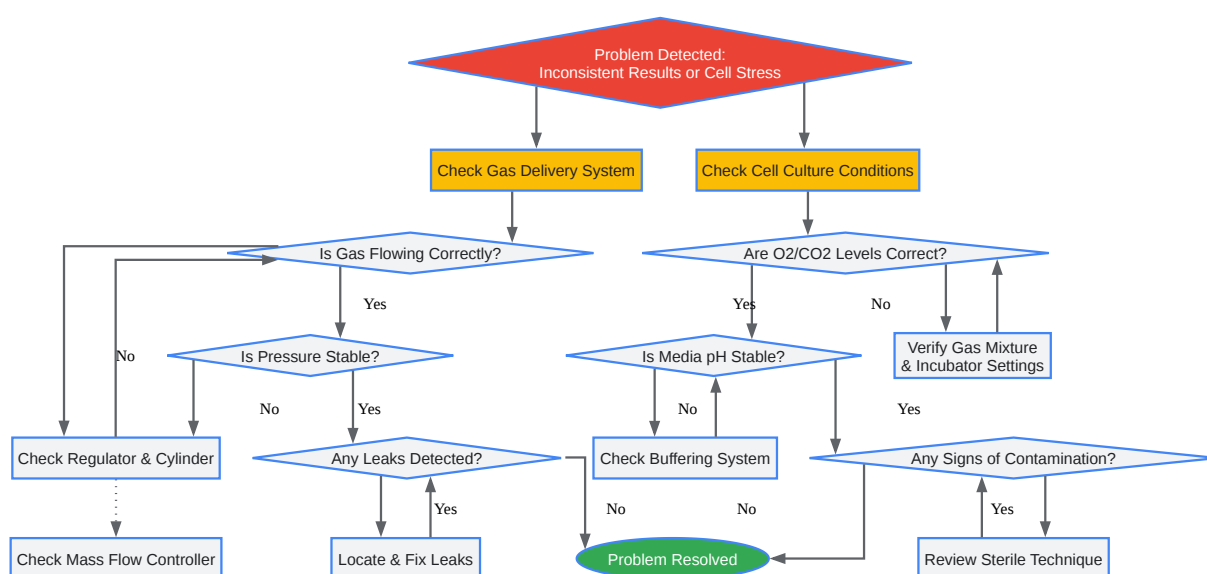 Problem Detected:
Inconsistent Results or Cell Stress
Check Gas Delivery System
Check Cell Culture Conditions
Is Gas Flowing Correctly?
Are O2/CO2 Levels Correct?
Yes
Yes
No
No
Is Pressure Stable?
Is Media pH Stable?
Verify Gas Mixture
& Incubator Settings
No
Yes
No
Yes
Check Regulator & Cylinder
Any Leaks Detected?
Check Buffering System
Any Signs of Contamination?
Yes
No
No
Yes
Check Mass Flow Controller
Locate & Fix Leaks
Problem Resolved
Review Sterile Technique